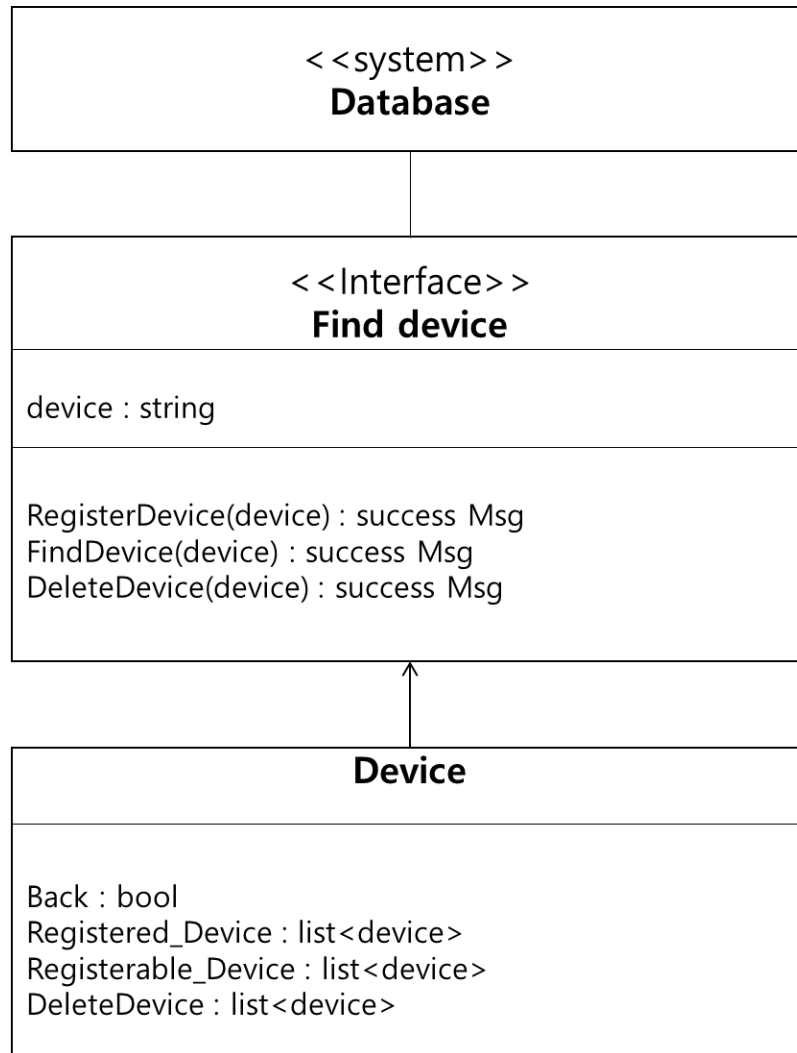 <<system>>
Database
<<Interface>>
Find device
device : string
RegisterDevice(device) : success Msg
FindDevice(device) : success Msg
DeleteDevice(device) : success Msg
Device
Back : bool
Registered_Device : list<device>
Registerable_Device : list<device>
DeleteDevice : list<device>